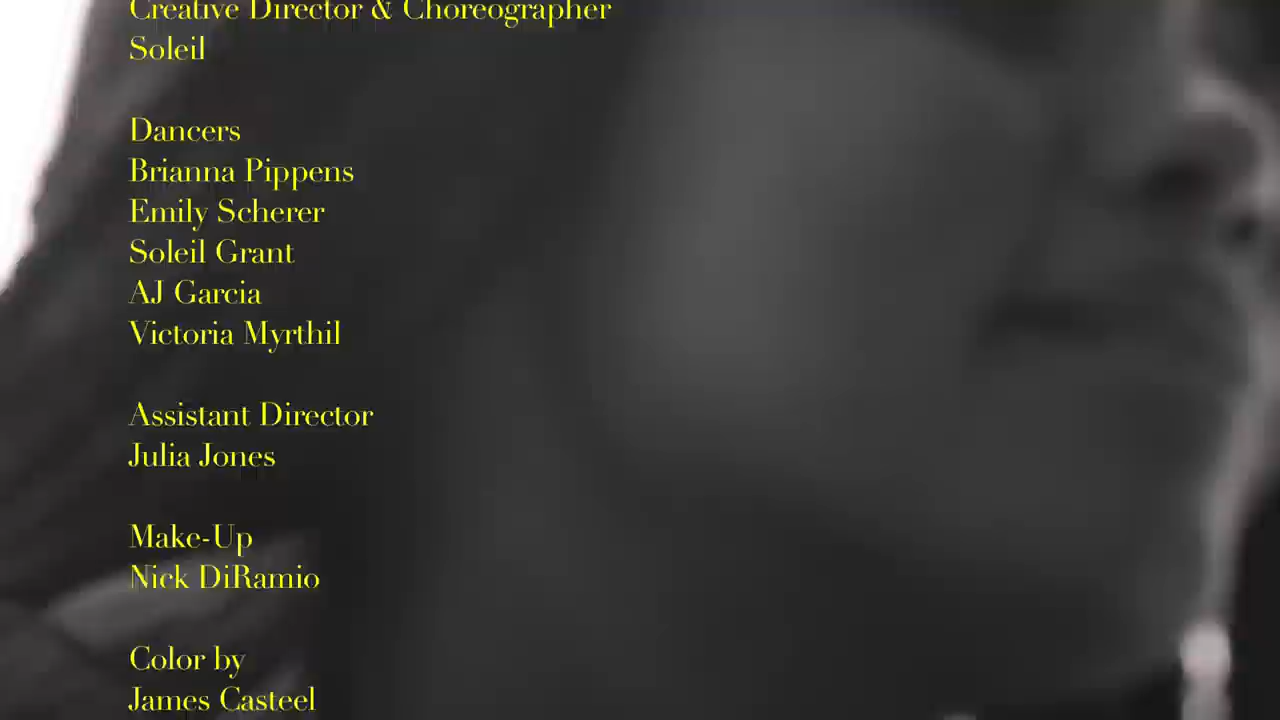 Creative Director & Choreographer
Soleil
Dancers
Brianna Pippens
Emily Scherer
Soleil Grant
AJ Garcia
Victoria Myrthil
Assistant Director
Julia Jones
Make-Up
Nick DiRamio
Color by
James Casteel